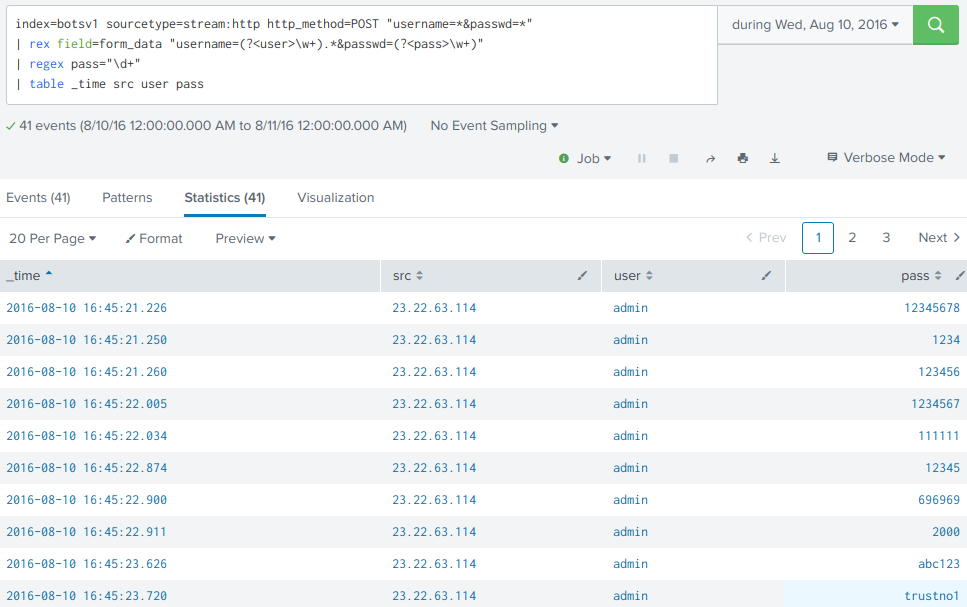 index=botsv1 sourcetype=stream:http http_method=POST "username=*&passwd=*"
| rex field=form_data "username=(?<user>\w+).*&passwd=(?<pass>\w+)"
| regex pass="\d+"
| table _time src user pass
during Wed, Aug 10, 2016
41 events (8/10/16 12:00:00.000 AM to 8/11/16 12:00:00.000 AM) No Event Sampling
Job Verbose Mode
Events (41) Patterns Statistics (41) Visualization
20 Per Page Format Preview < Prev 1 2 3 Next >
_time src user pass
2016-08-10 16:45:21.226 23.22.63.114 admin 12345678
2016-08-10 16:45:21.250 23.22.63.114 admin 1234
2016-08-10 16:45:21.260 23.22.63.114 admin 123456
2016-08-10 16:45:22.005 23.22.63.114 admin 1234567
2016-08-10 16:45:22.034 23.22.63.114 admin 111111
2016-08-10 16:45:22.874 23.22.63.114 admin 12345
2016-08-10 16:45:22.900 23.22.63.114 admin 696969
2016-08-10 16:45:22.911 23.22.63.114 admin 2000
2016-08-10 16:45:23.626 23.22.63.114 admin abc123
2016-08-10 16:45:23.720 23.22.63.114 admin trustno1